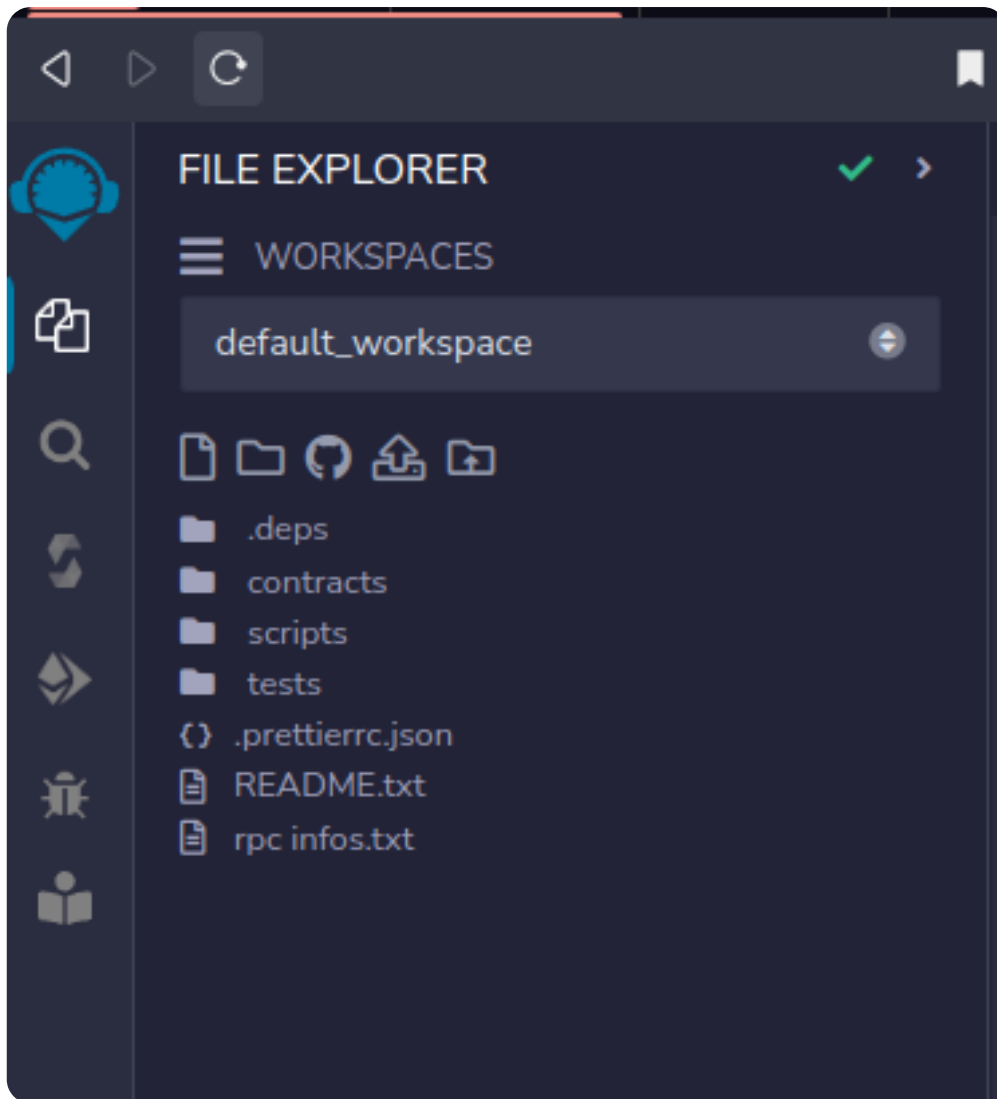 FILE EXPLORER
WORKSPACES
default_workspace
.deps
contracts
scripts
tests
.prettierrc.json
README.txt
rpc infos.txt